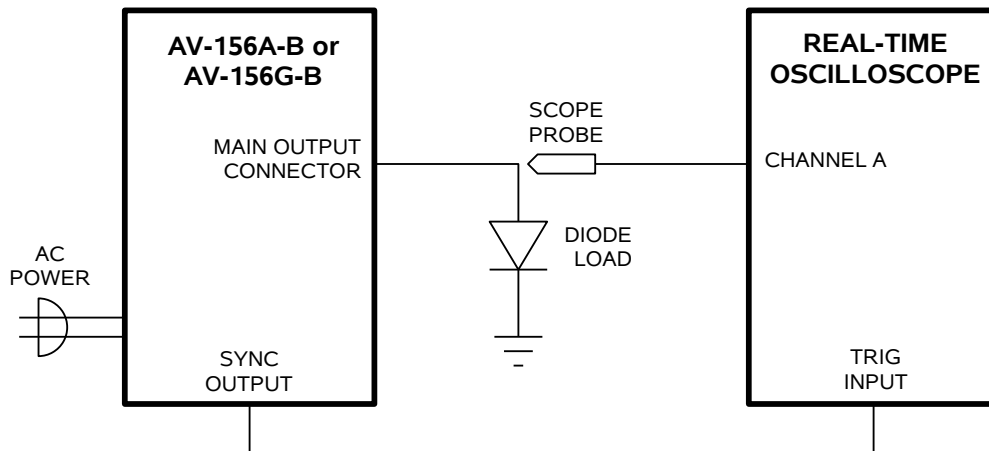 AV-156A-B or
AV-156G-B
REAL-TIME
OSCILLOSCOPE
SCOPE
PROBE
MAIN OUTPUT
CONNECTOR
CHANNEL A
DIODE
LOAD
AC
POWER
SYNC
OUTPUT
TRIG
INPUT